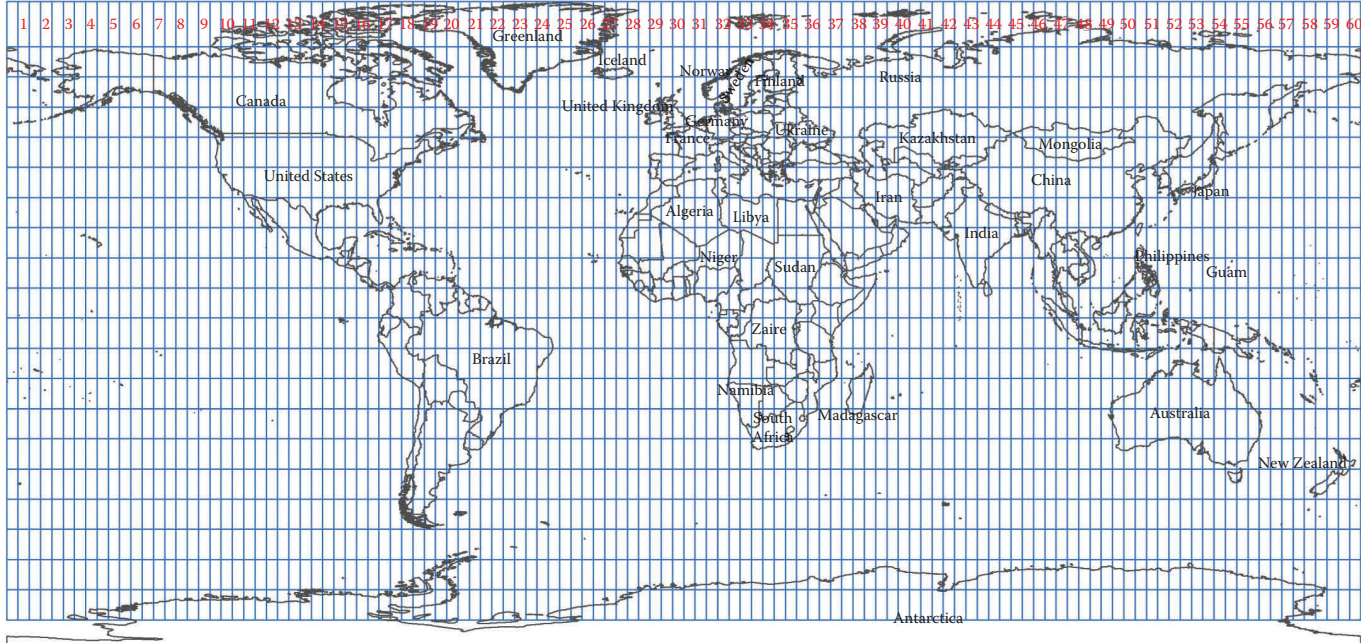 1 2 3 4 5 6 7 8 9 10 11 12 13 14 15 16 17 18 19 20 21 22 23 24 25 26 27 28 29 30 31 32 33 34 35 36 37 38 39 40 41 42 43 44 45 46 47 48 49 50 51 52 53 54 55 56 57 58 59 60
Greenland
Iceland
Norway
Sweden
Finland
Russia
Canada
United Kingdom
Germany
Ukraine
France
Kazakhstan
Mongolia
United States
China
Japan
Iran
Algeria
Libya
India
Niger
Sudan
Philippines
Guam
Zaire
Brazil
Namibia
South
Africa
Madagascar
Australia
New Zealand
Antarctica